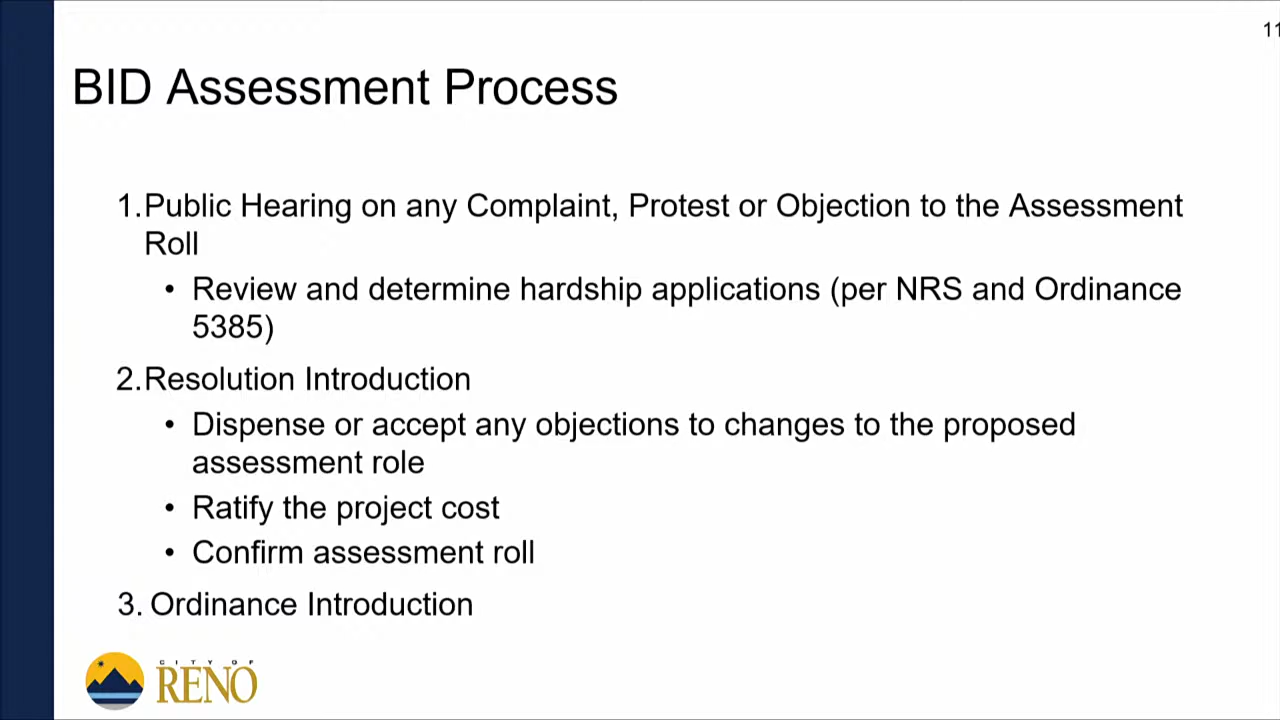 11
BID Assessment Process
1.Public Hearing on any Complaint, Protest or Objection to the Assessment
Roll
• Review and determine hardship applications (per NRS and Ordinance
5385)
2.Resolution Introduction
• Dispense or accept any objections to changes to the proposed
assessment role
• Ratify the project cost
• Confirm assessment roll
3. Ordinance Introduction
CITY OF
RENO